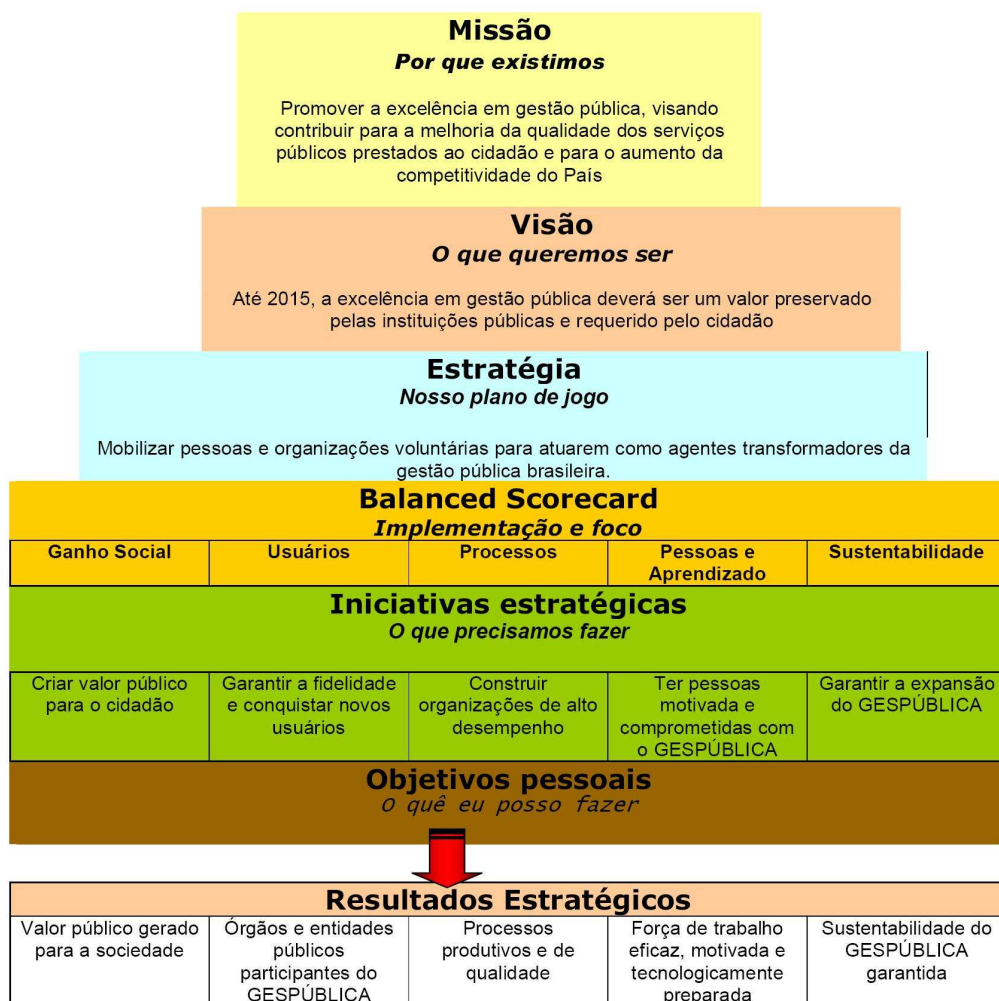 Missão
Por que existimos
Promover a excelência em gestão pública, visando
contribuir para a melhoria da qualidade dos serviços
públicos prestados ao cidadão e para o aumento da
competitividade do País
Visão
O que queremos ser
Até 2015, a excelência em gestão pública deverá ser um valor preservado
pelas instituições públicas e requerido pelo cidadão
Estratégia
Nosso plano de jogo
Mobilizar pessoas e organizações voluntárias para atuarem como agentes transformadores da
gestão pública brasileira.
Balanced Scorecard
Implementação e foco
Ganho Social
Usuários
Processos
Pessoas e
Aprendizado
Sustentabilidade
Iniciativas estratégicas
O que precisamos fazer
Criar valor público
para o cidadão
Garantir a fidelidade
e conquistar novos
usuários
Construir
organizações de alto
desempenho
Ter pessoas
motivada e
comprometidas com
o GESPÚBLICA
Garantir a expansão
do GESPÚBLICA
Objetivos pessoais
O quê eu posso fazer
Resultados Estratégicos
Valor público gerado
para a sociedade
Órgãos e entidades
públicos
participantes do
GESPÚBLICA
Processos
produtivos e de
qualidade
Força de trabalho
eficaz, motivada e
tecnologicamente
preparada
Sustentabilidade do
GESPÚBLICA
garantida